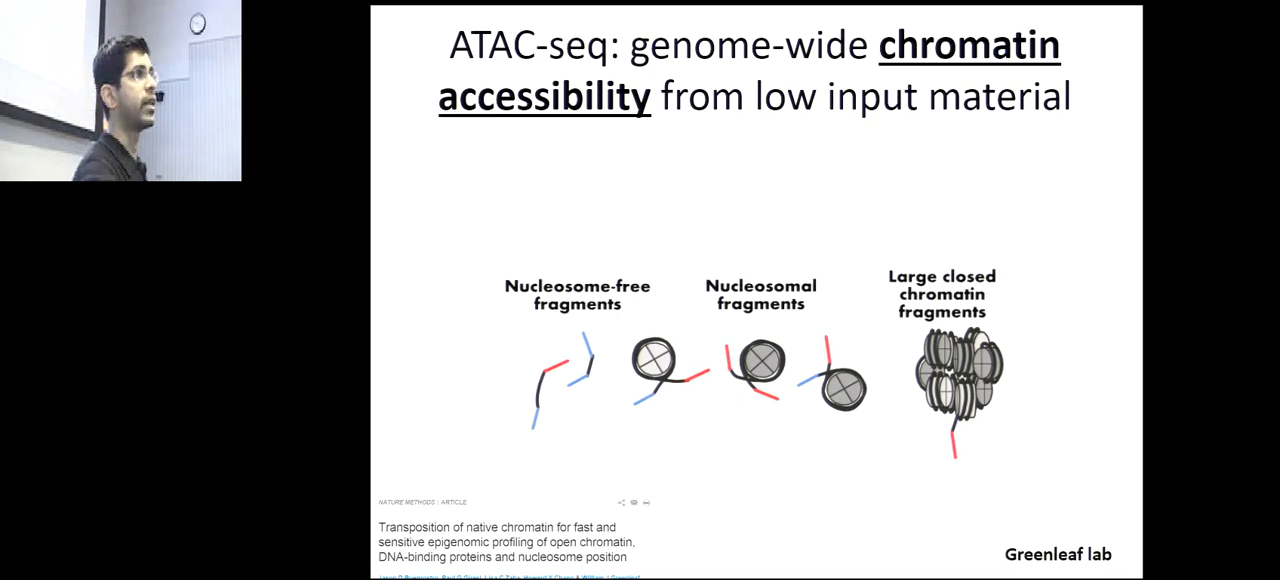 ATAC-seq: genome-wide chromatin
accessibility from low input material
Nucleosome-free
fragments
Nucleosomal
fragments
Large closed
chromatin
fragments
NATURE METHODS | ARTICLE
Transposition of native chromatin for fast and
sensitive epigenomic profiling of open chromatin,
DNA-binding proteins and nucleosome position
Greenleaf lab